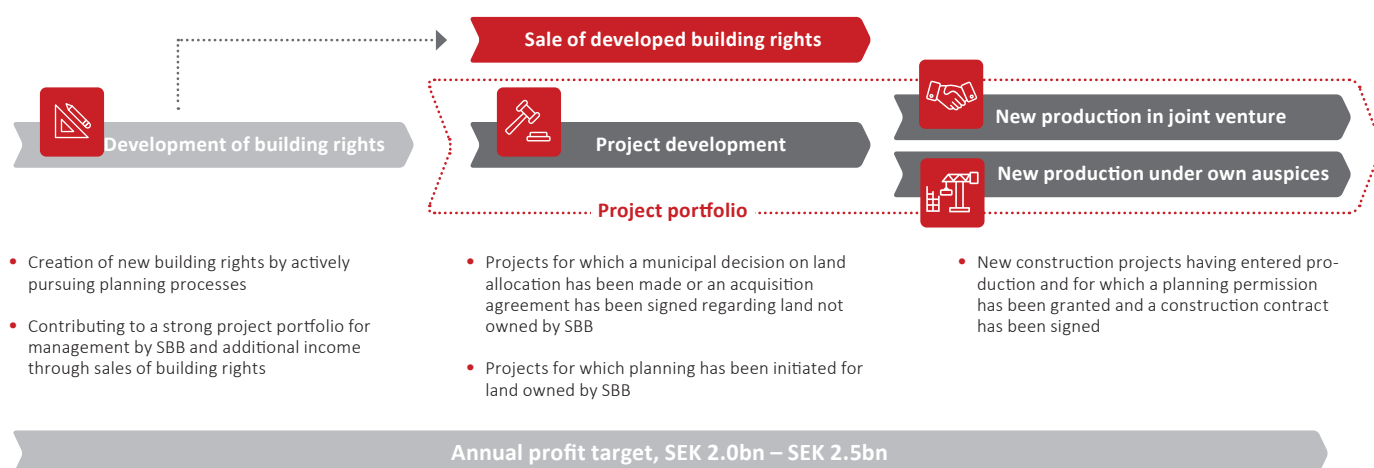 Sale of developed building rights
Development of building rights
Project development
New production in joint venture
New production under own auspices
Project portfolio
• Creation of new building rights by actively
pursuing planning processes
• Contributing to a strong project portfolio for
management by SBB and additional income
through sales of building rights
• Projects for which a municipal decision on land
allocation has been made or an acquisition
agreement has been signed regarding land not
owned by SBB
• Projects for which planning has been initiated for
land owned by SBB
• New construction projects having entered pro-
duction and for which a planning permission
has been granted and a construction contract
has been signed
Annual profit target, SEK 2.0bn – SEK 2.5bn